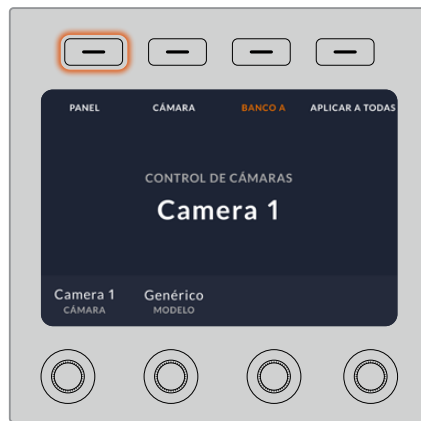 PANEL CÁMARA BANCO A APLICAR A TODAS
CONTROL DE CÁMARAS
Camera 1
Camera 1 Genérico
CÁMARA MODELO